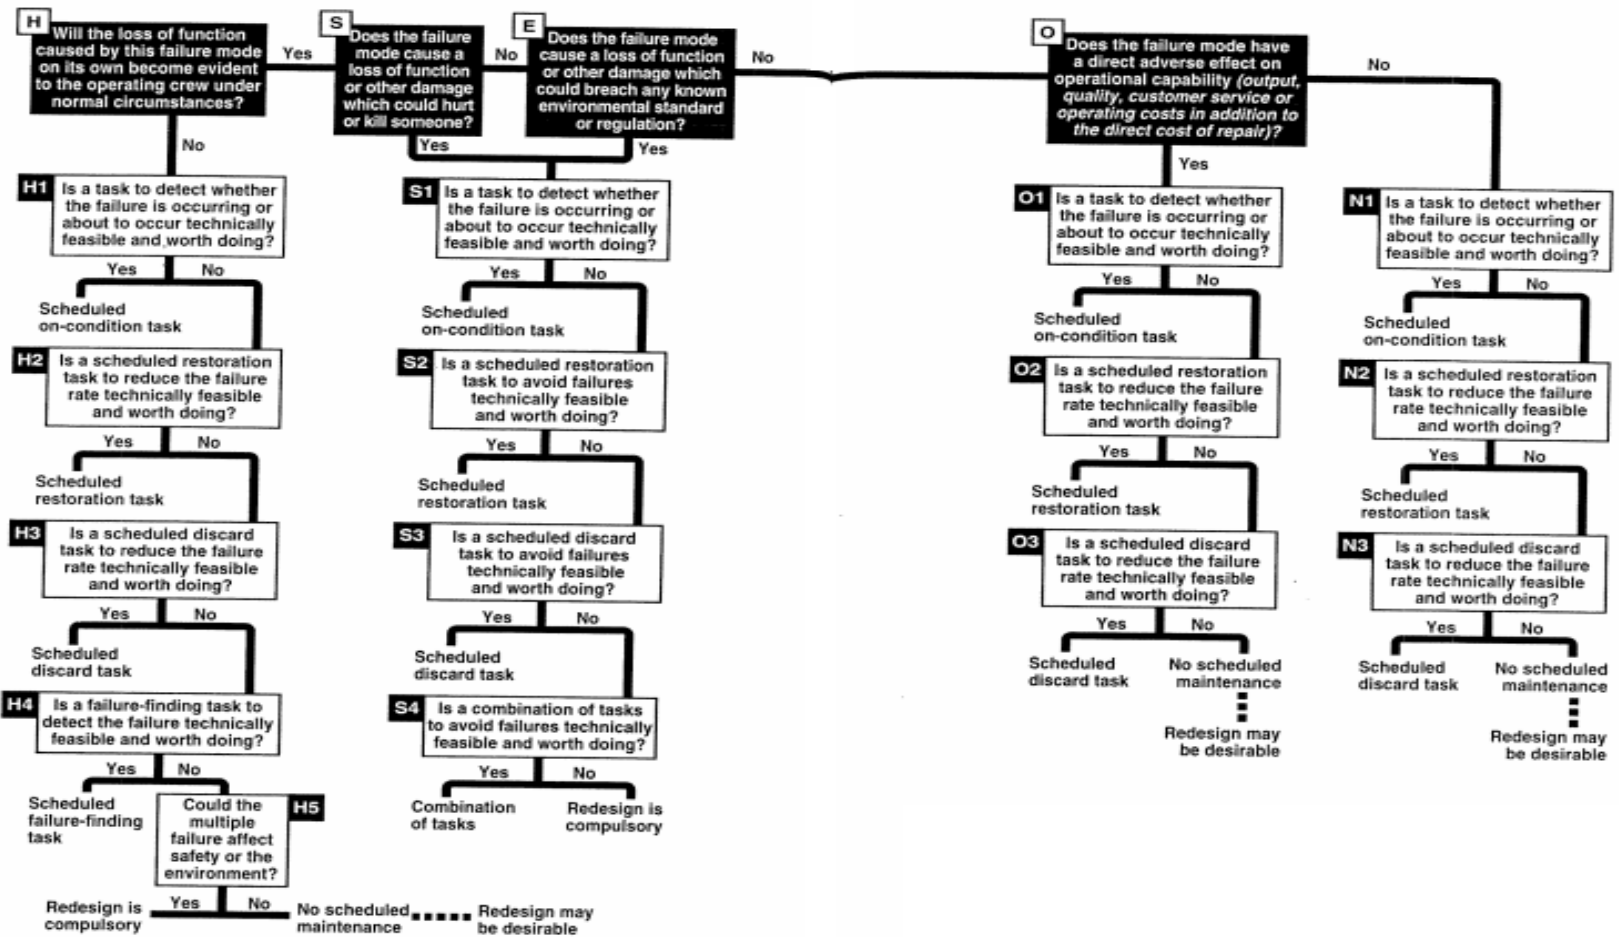 H
Will the loss of function
caused by this failure mode
on its own become evident
to the operating crew under
normal circumstances?
Yes
No
S
Does the failure
mode cause a
loss of function
or other damage
which could hurt
or kill someone?
No
Yes
E
Does the failure mode
cause a loss of function
or other damage which
could breach any known
environmental standard
or regulation?
No
Yes
O
Does the failure mode have
a direct adverse effect on
operational capability (output,
quality, customer service or
operating costs in addition to
the direct cost of repair)?
No
Yes
H1
Is a task to detect whether
the failure is occurring or
about to occur technically
feasible and worth doing?
Yes No
Scheduled
on-condition task
H2
Is a scheduled restoration
task to reduce the failure
rate technically feasible
and worth doing?
Yes No
Scheduled
restoration task
H3
Is a scheduled discard
task to reduce the failure
rate technically feasible
and worth doing?
Yes No
Scheduled
discard task
H4
Is a failure-finding task to
detect the failure technically
feasible and worth doing?
Yes No
Scheduled
failure-finding
task
Could the
multiple
failure affect
safety or the
environment?
H5
Yes No
Redesign is
compulsory
No scheduled
maintenance
Redesign may
be desirable
S1
Is a task to detect whether
the failure is occurring or
about to occur technically
feasible and worth doing?
Yes No
Scheduled
on-condition task
S2
Is a scheduled restoration
task to avoid failures
technically feasible
and worth doing?
Yes No
Scheduled
restoration task
S3
Is a scheduled discard
task to avoid failures
technically feasible
and worth doing?
Yes No
Scheduled
discard task
S4
Is a combination of tasks
to avoid failures technically
feasible and worth doing?
Yes No
Combination
of tasks
Redesign is
compulsory
O1
Is a task to detect whether
the failure is occurring or
about to occur technically
feasible and worth doing?
Yes No
Scheduled
on-condition task
O2
Is a scheduled restoration
task to reduce the failure
rate technically feasible
and worth doing?
Yes No
Scheduled
restoration task
O3
Is a scheduled discard
task to reduce the failure
rate technically feasible
and worth doing?
Yes No
Scheduled
discard task
No scheduled
maintenance
Redesign may
be desirable
N1
Is a task to detect whether
the failure is occurring or
about to occur technically
feasible and worth doing?
Yes No
Scheduled
on-condition task
N2
Is a scheduled restoration
task to reduce the failure
rate technically feasible
and worth doing?
Yes No
Scheduled
restoration task
N3
Is a scheduled discard
task to reduce the failure
rate technically feasible
and worth doing?
Yes No
Scheduled
discard task
No scheduled
maintenance
Redesign may
be desirable